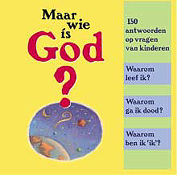 Maar
wie
is
God
?
150
antwoorden
op vragen
van kinderen
Waarom
leef ik?
Waarom
ga ik dood?
Waarom
ben ik 'ik'?